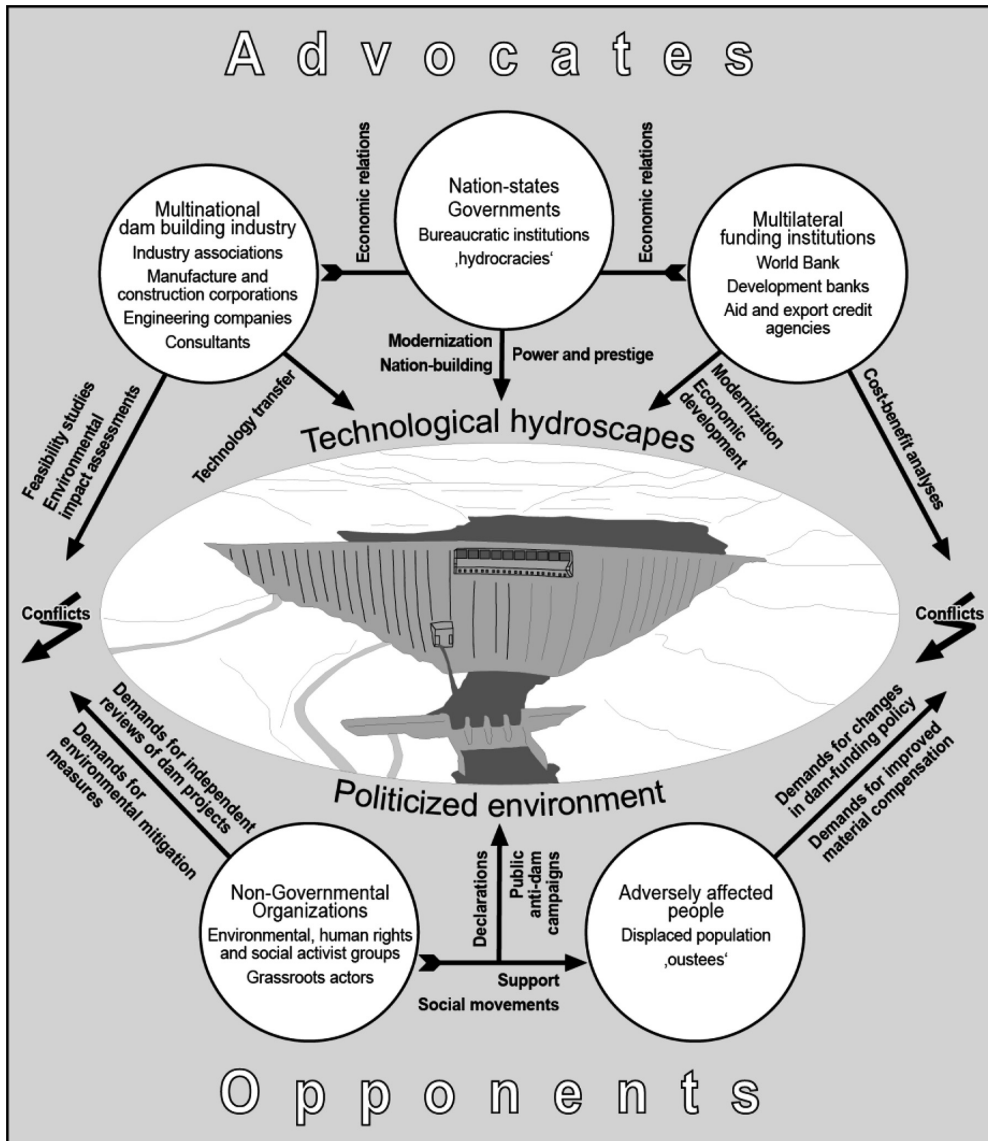 Advocates
Economic relations
Economic relations
Multinational
dam building industry
Industry associations
Manufacture and
construction corporations
Engineering companies
Consultants
Nation-states
Governments
Bureaucratic institutions
‚hydrocracies‘
Multilateral
funding institutions
World Bank
Development banks
Aid and export credit
agencies
Modernization
Nation-building
Power and prestige
Feasibility studies
Environmental
impact assessments
Technology transfer
Modernization
Economic
development
Cost-benefit analyses
Technological hydroscapes
Conflicts
Conflicts
Politicized environment
Demands for independent
reviews of dam projects
Demands for
environmental mitigation
measures
Demands for changes
in dam-funding policy
Demands for improved
material compensation
Declarations
Public
anti-dam
campaigns
Non-Governmental
Organizations
Environmental, human rights
and social activist groups
Grassroots actors
Support
Social movements
Adversely affected
people
Displaced population
‚oustees‘
Opponents